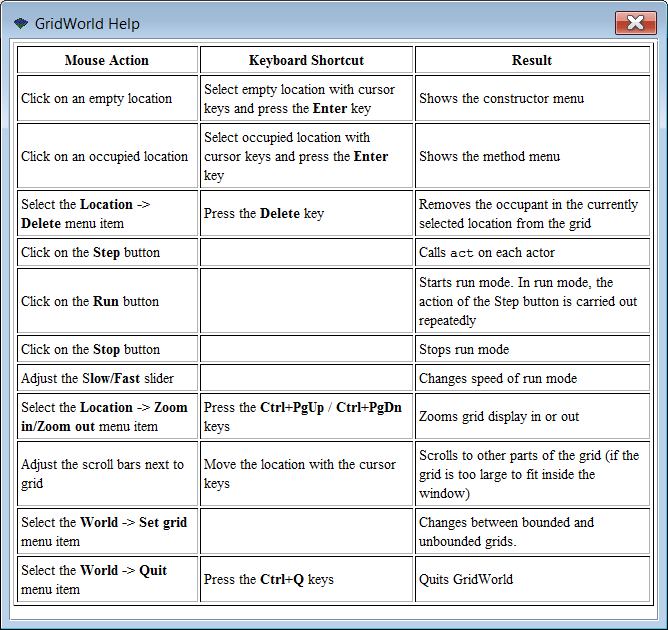 GridWorld Help
Mouse Action
Keyboard Shortcut
Result
Click on an empty location
Select empty location with cursor
keys and press the Enter key
Shows the constructor menu
Click on an occupied location
Select occupied location with
cursor keys and press the Enter
key
Shows the method menu
Select the Location ->
Delete menu item
Press the Delete key
Removes the occupant in the currently
selected location from the grid
Click on the Step button
Calls act on each actor
Click on the Run button
Starts run mode. In run mode, the
action of the Step button is carried out
repeatedly
Click on the Stop button
Stops run mode
Adjust the Slow/Fast slider
Changes speed of run mode
Select the Location -> Zoom
in/Zoom out menu item
Press the Ctrl+PgUp / Ctrl+PgDn
keys
Zooms grid display in or out
Adjust the scroll bars next to
grid
Move the location with the cursor
keys
Scrolls to other parts of the grid (if the
grid is too large to fit inside the
window)
Select the World -> Set grid
menu item
Changes between bounded and
unbounded grids.
Select the World -> Quit
menu item
Press the Ctrl+Q keys
Quits GridWorld